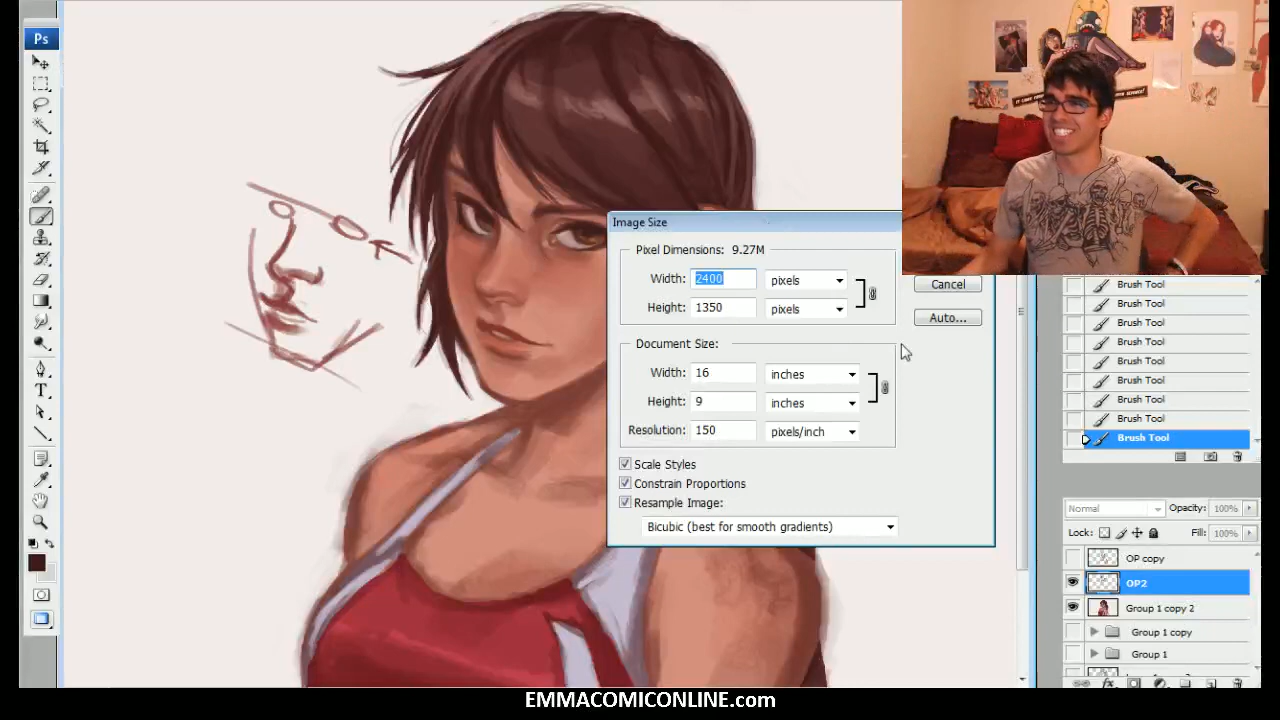 Ps
Image Size
Pixel Dimensions: 9.27M
Width: 2400 pixels
Height: 1350 pixels
Cancel
Auto...
Document Size:
Width: 16 inches
Height: 9 inches
Resolution: 150 pixels/inch
Scale Styles
Constrain Proportions
Resample Image:
Bicubic (best for smooth gradients)
Brush Tool
Brush Tool
Brush Tool
Brush Tool
Brush Tool
Brush Tool
Brush Tool
Brush Tool
Brush Tool
Normal Opacity: 100%
Lock: Fill: 100%
OP copy
OP2
Group 1 copy 2
Group 1 copy
Group 1
EMMACOMICONLINE.com